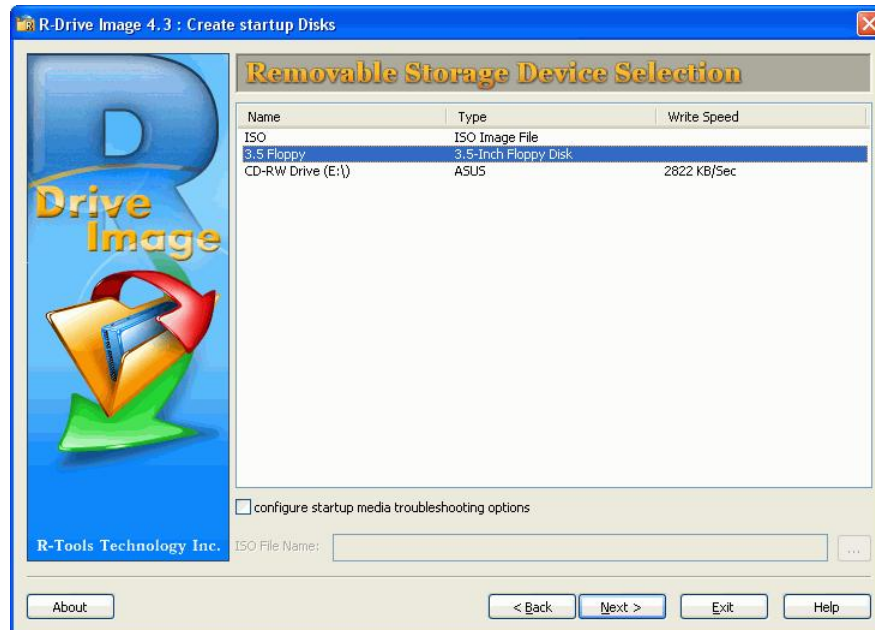 R-Drive Image 4.3 : Create startup Disks
Removable Storage Device Selection
R
Drive
Image
Name Type Write Speed
ISO ISO Image File
3.5 Floppy 3.5-Inch Floppy Disk
CD-RW Drive (E:\) ASUS 2822 KB/Sec
configure startup media troubleshooting options
R-Tools Technology Inc.
ISO File Name: ...
About < Back Next > Exit Help